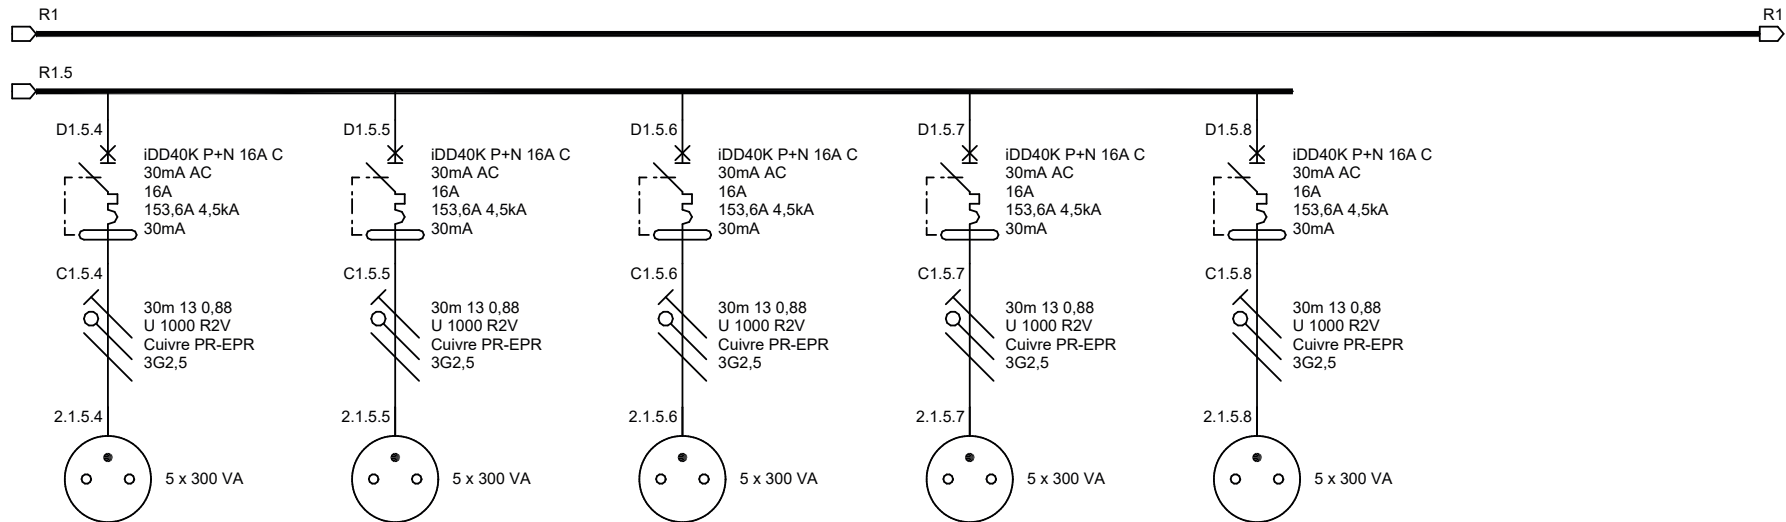 R1
R1
R1.5
D1.5.4
iDD40K P+N 16A C
30mA AC
16A
153,6A 4,5kA
30mA
C1.5.4
30m 13 0,88
U 1000 R2V
Cuivre PR-EPR
3G2,5
2.1.5.4
5 x 300 VA
D1.5.5
iDD40K P+N 16A C
30mA AC
16A
153,6A 4,5kA
30mA
C1.5.5
30m 13 0,88
U 1000 R2V
Cuivre PR-EPR
3G2,5
2.1.5.5
5 x 300 VA
D1.5.6
iDD40K P+N 16A C
30mA AC
16A
153,6A 4,5kA
30mA
C1.5.6
30m 13 0,88
U 1000 R2V
Cuivre PR-EPR
3G2,5
2.1.5.6
5 x 300 VA
D1.5.7
iDD40K P+N 16A C
30mA AC
16A
153,6A 4,5kA
30mA
C1.5.7
30m 13 0,88
U 1000 R2V
Cuivre PR-EPR
3G2,5
2.1.5.7
5 x 300 VA
D1.5.8
iDD40K P+N 16A C
30mA AC
16A
153,6A 4,5kA
30mA
C1.5.8
30m 13 0,88
U 1000 R2V
Cuivre PR-EPR
3G2,5
2.1.5.8
5 x 300 VA